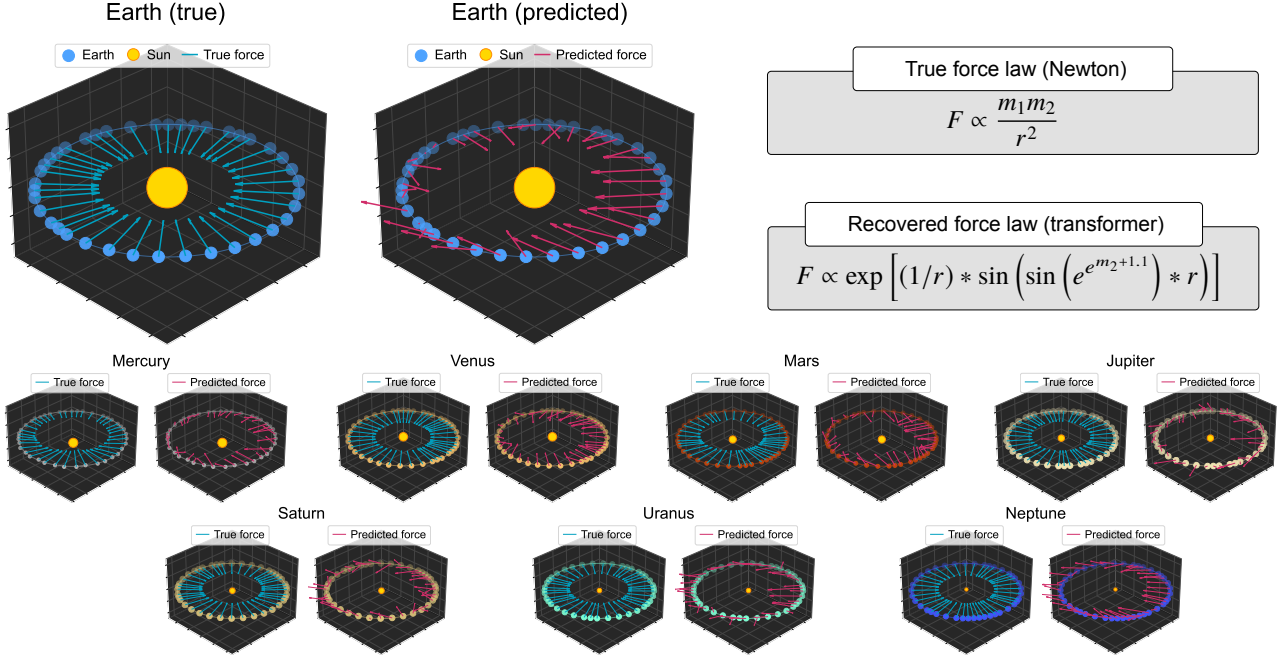 Earth (true)
Earth (predicted)
Earth Sun True force
Earth Sun Predicted force
True force law (Newton)
F ∝ m₁m₂ / r²
Recovered force law (transformer)
F ∝ exp [(1/r) * sin (sin (e^{e^{m₂+1.1}}) * r)]
Mercury
True force
Predicted force
Venus
True force
Predicted force
Mars
True force
Predicted force
Jupiter
True force
Predicted force
Saturn
True force
Predicted force
Uranus
True force
Predicted force
Neptune
True force
Predicted force